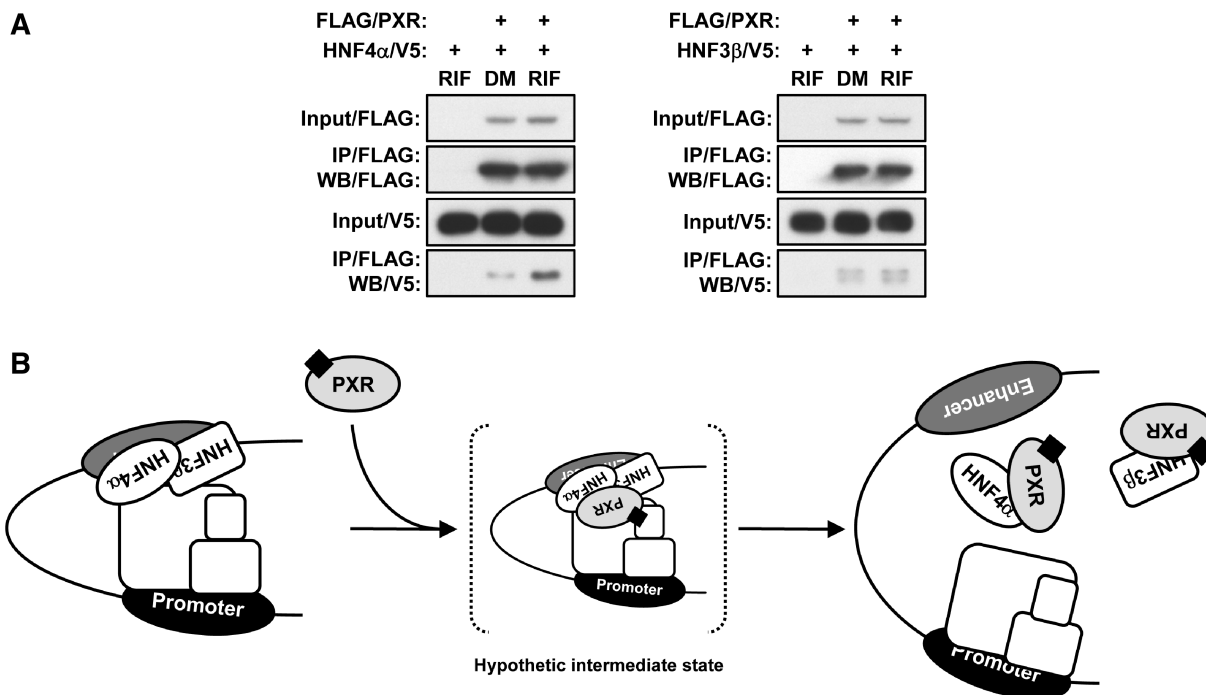 A
FLAG/PXR: + +
HNF4α/V5: + + +
RIF DM RIF
Input/FLAG:
IP/FLAG:
WB/FLAG:
Input/V5:
IP/FLAG:
WB/V5:
FLAG/PXR: + +
HNF3β/V5: + + +
RIF DM RIF
Input/FLAG:
IP/FLAG:
WB/FLAG:
Input/V5:
IP/FLAG:
WB/V5:
B
PXR
HNF4α
HNF3
Promoter
HNF4α
PXR
Promoter
Hypothetic intermediate state
Enhancer
HNF4α
PXR
PXR
HNF3β
Promoter